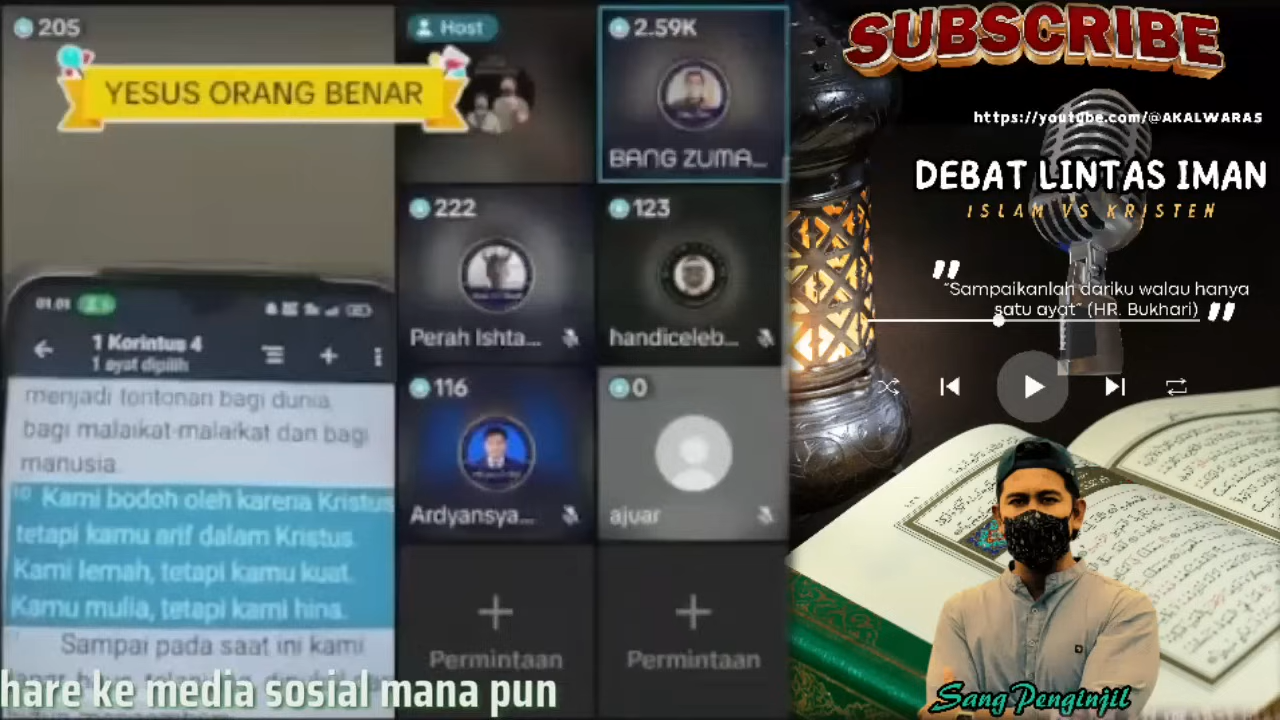 205
YESUS ORANG BENAR
Host
2.59K
BANG ZUMA...
222
Perah Ishta...
123
handiceleb...
116
Ardyansya...
0
ajuar
Permintaan
Permintaan
01.01
1 Korintus 4
1 ayat dipilih
menjadi tontonan bagi dunia,
bagi malaikat-malaikat dan bagi
manusia.
10 Kami bodoh oleh karena Kristus
tetapi kamu arif dalam Kristus.
Kami lemah, tetapi kamu kuat.
Kamu mulia, tetapi kami hina.
Sampai pada saat ini kami
hare ke media sosial mana pun
SUBSCRIBE
https://youtube.com/@AKALWARAS
DEBAT LINTAS IMAN
ISLAM VS KRISTEN
"Sampaikanlah dariku walau hanya
satu ayat" (HR. Bukhari)
Sang Penginjil